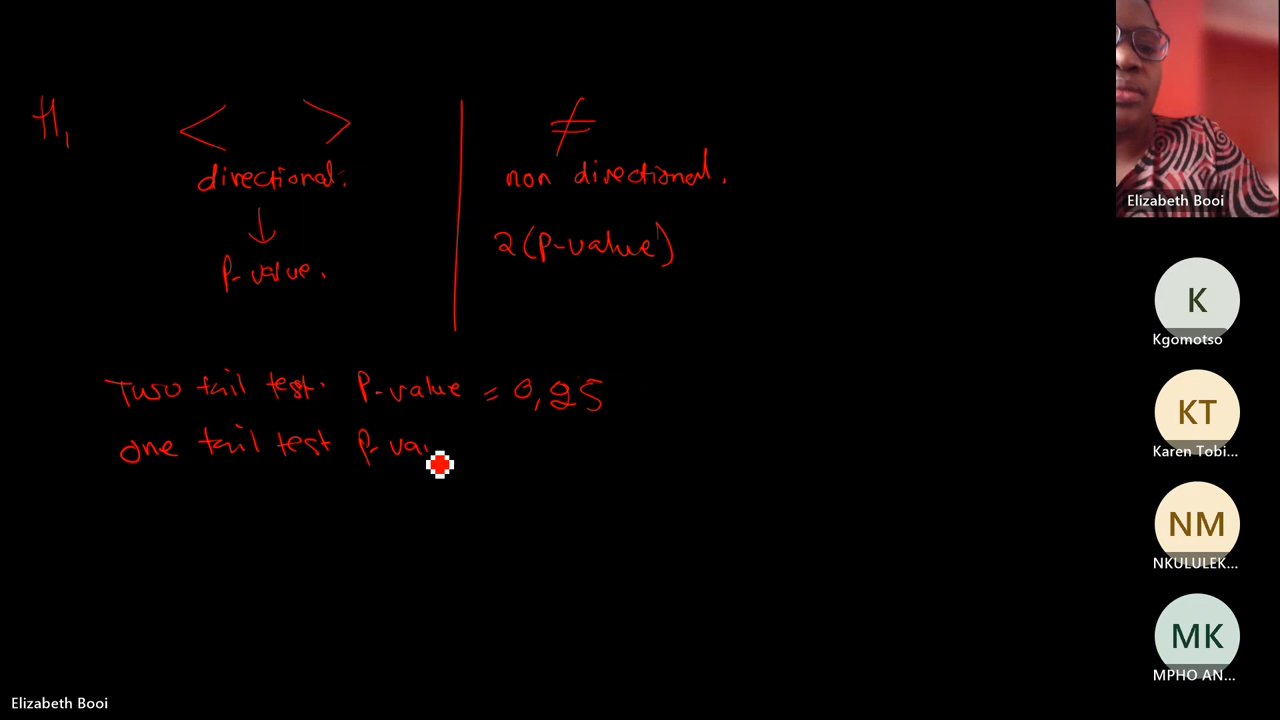 H₁ < > ≠
directional. non directional.
↓
P-value. 2(P-value)
Two tail test. P-value = 0,25
one tail test P-va
Elizabeth Booi
K
Kgomotso
KT
Karen Tobi...
NM
NKULULEK...
MK
MPHO AN...
Elizabeth Booi